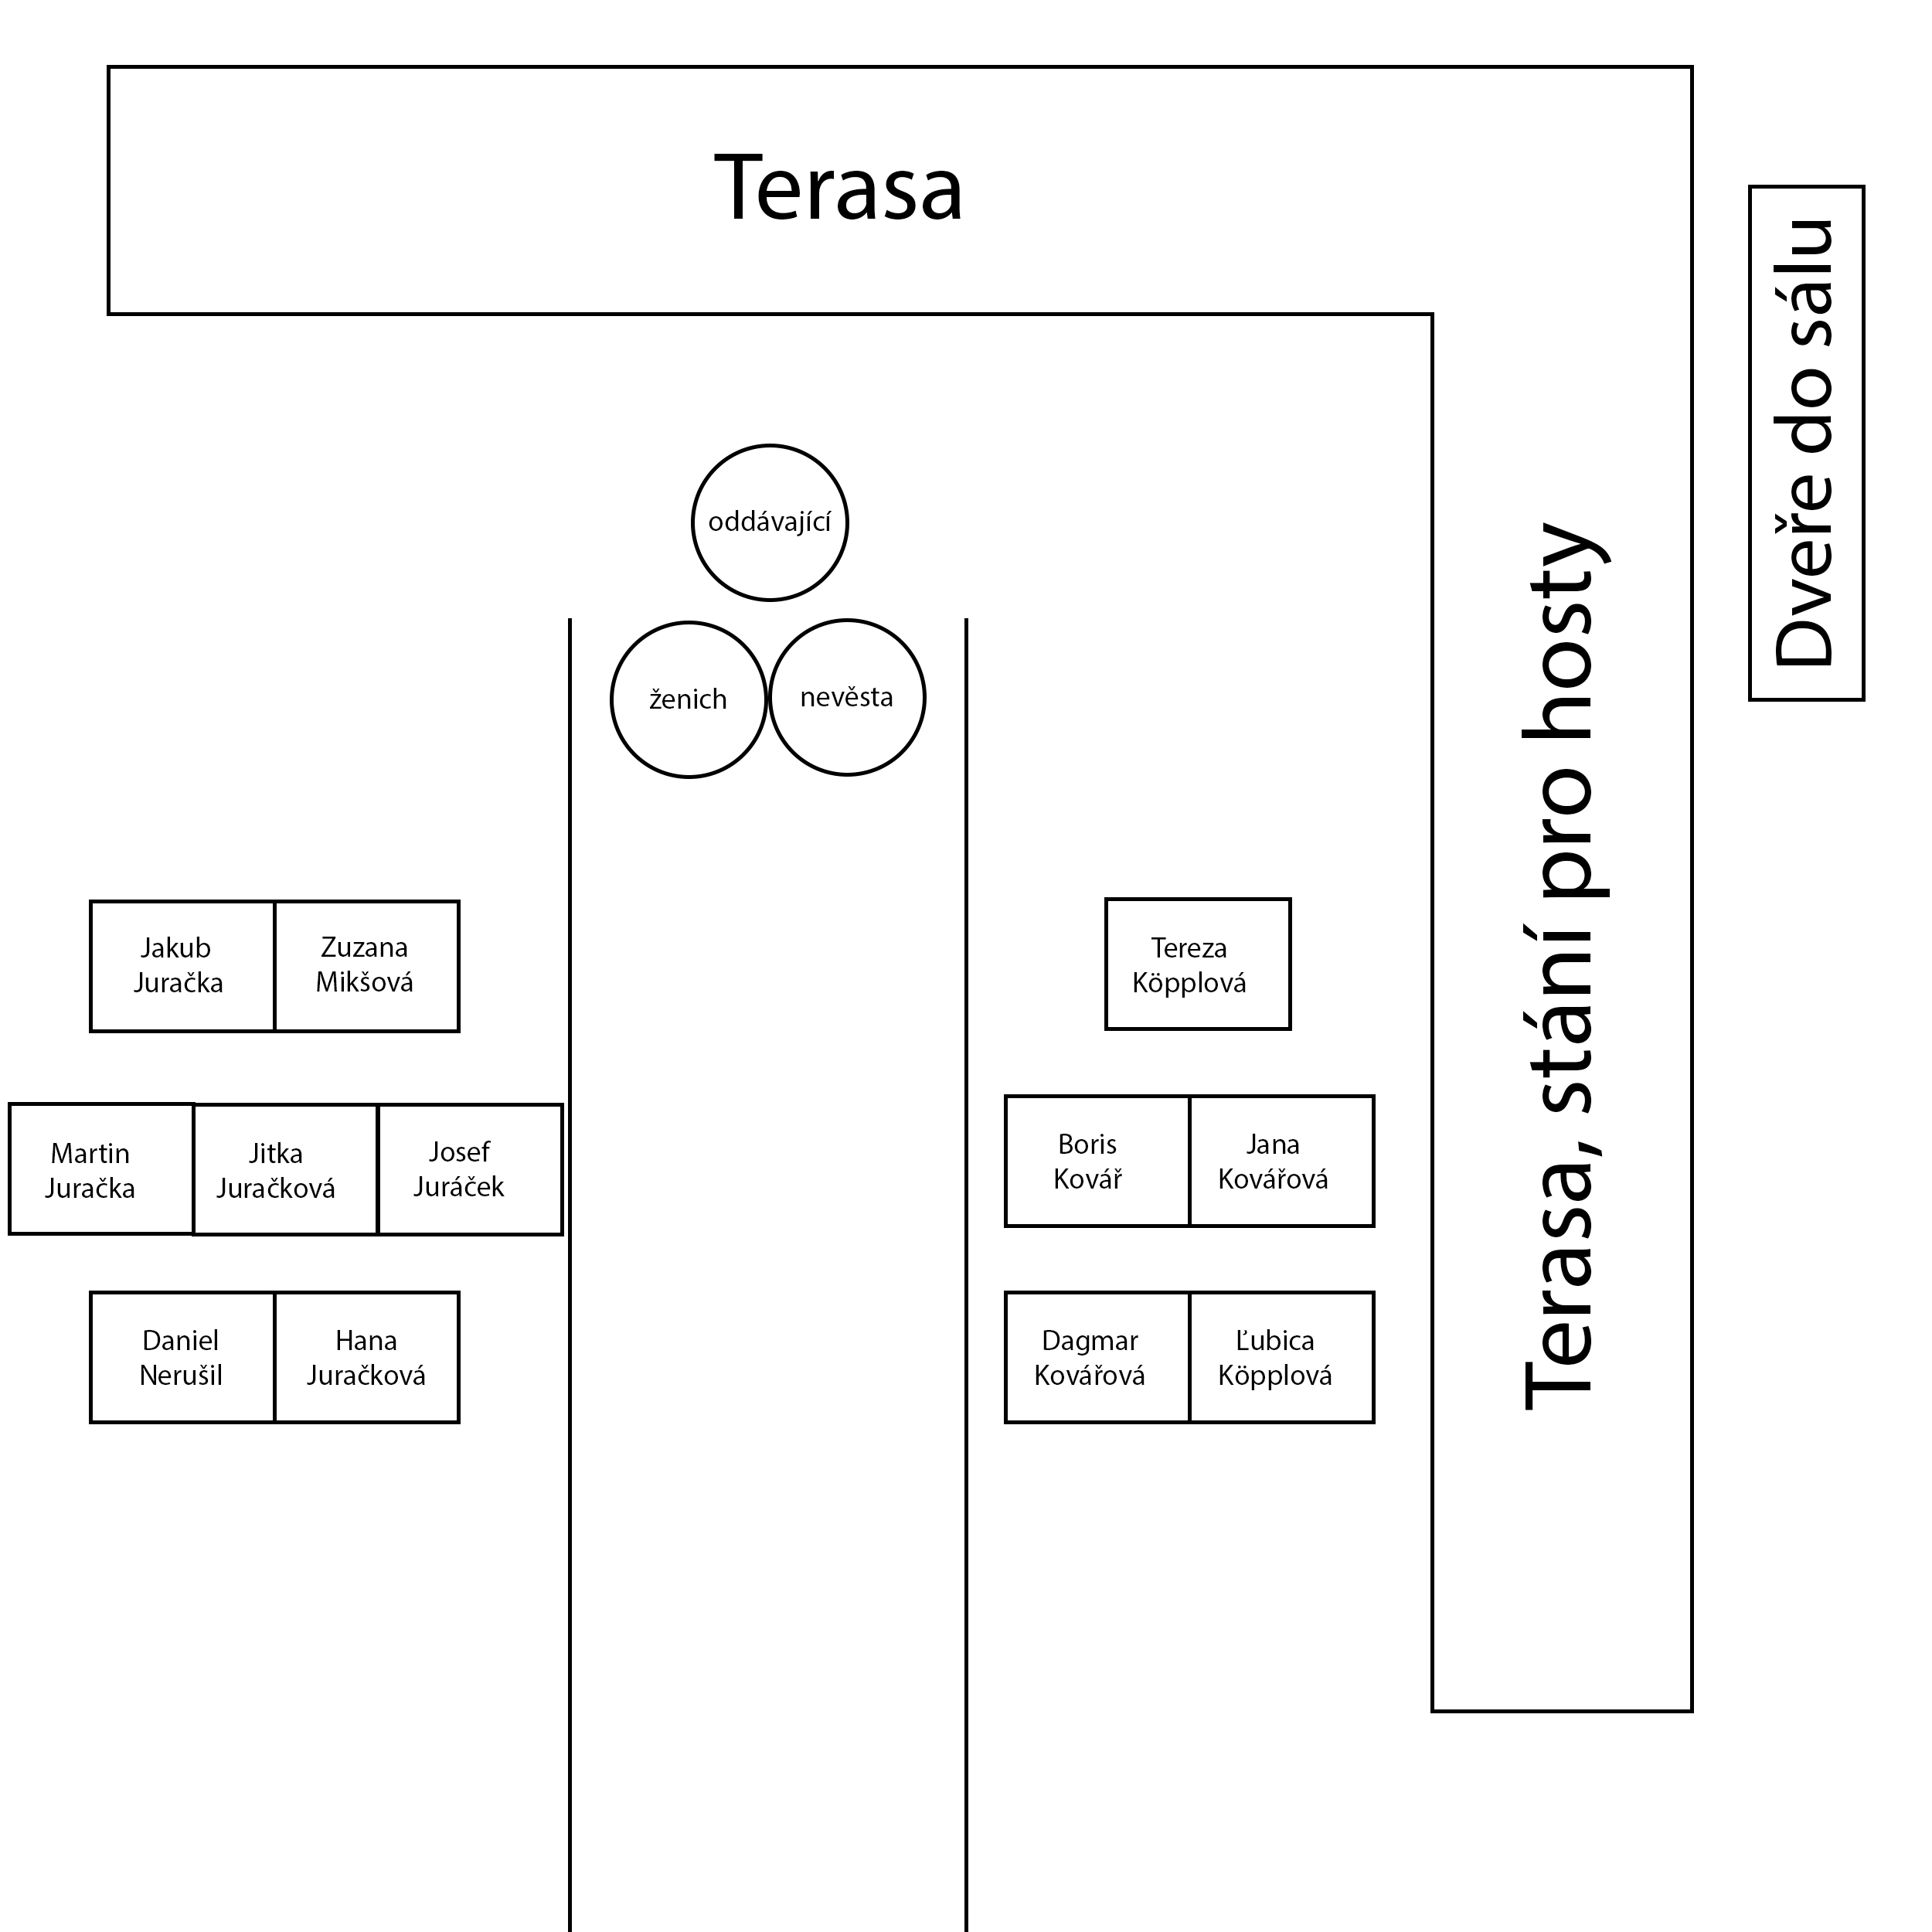 Terasa
Dveře do sálu
Terasa, stání pro hosty
oddávající
ženich
nevěsta
Jakub
Juračka
Zuzana
Mikšová
Tereza
Köpplová
Martin
Juračka
Jitka
Juračková
Josef
Juráček
Boris
Kovář
Jana
Kovářová
Daniel
Nerušil
Hana
Juračková
Dagmar
Kovářová
Ľubica
Köpplová